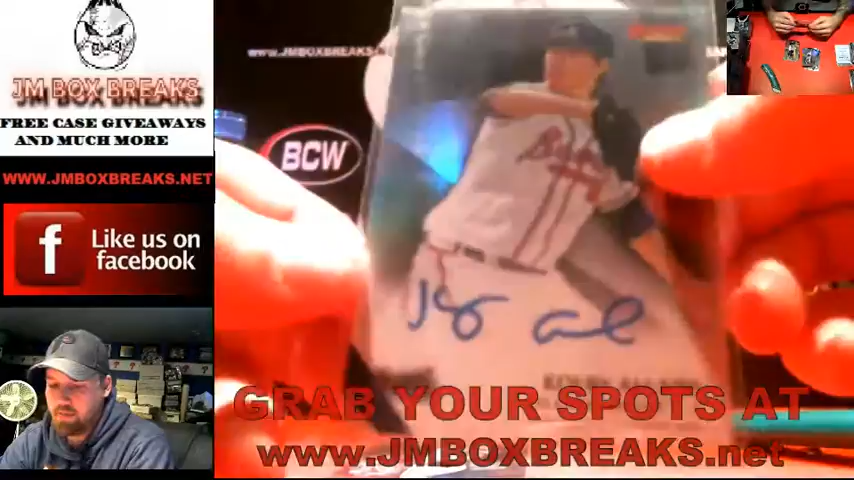 JM BOX BREAKS
FREE CASE GIVEAWAYS
AND MUCH MORE
WWW.JMBOXBREAKS.NET
f Like us on
facebook
www.JMBOXBREAKS
BCW
GRAB YOUR SPOTS AT
www.JMBOXBREAKS.net